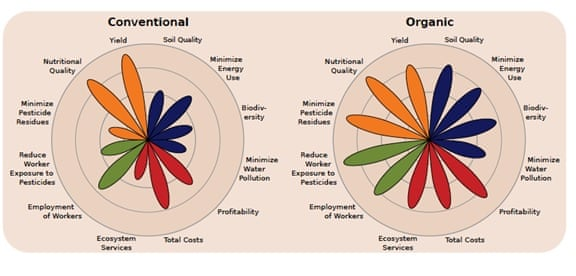 Conventional
Yield
Soil Quality
Nutritional
Quality
Minimize
Energy
Use
Minimize
Pesticide
Residues
Biodiv-
ersity
Reduce
Worker
Exposure to
Pesticides
Minimize
Water
Pollution
Employment
of Workers
Profitability
Ecosystem
Services
Total Costs
Organic
Yield
Soil Quality
Nutritional
Quality
Minimize
Energy
Use
Minimize
Pesticide
Residues
Biodiv-
ersity
Reduce
Worker
Exposure to
Pesticides
Minimize
Water
Pollution
Employment
of Workers
Profitability
Ecosystem
Services
Total Costs